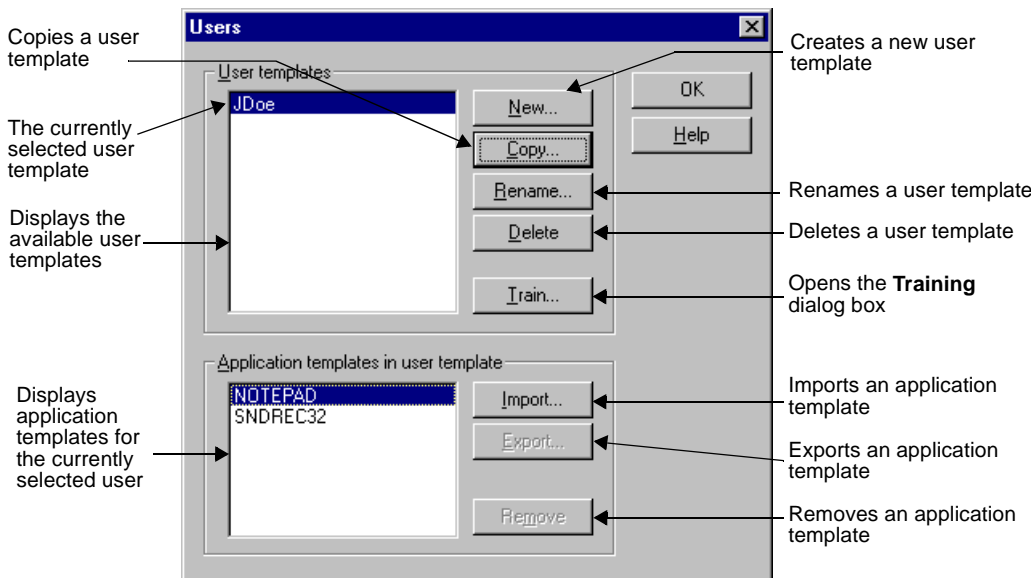 Copies a user
template
The currently
selected user
template
Displays the
available user
templates
Displays
application
templates for
the currently
selected user
Users
User templates
JDoe
New...
Copy...
Rename...
Delete
Train...
OK
Help
Application templates in user template
NOTEPAD
SNDREC32
Import...
Export...
Remove
Creates a new user
template
Renames a user template
Deletes a user template
Opens the Training
dialog box
Imports an application
template
Exports an application
template
Removes an application
template